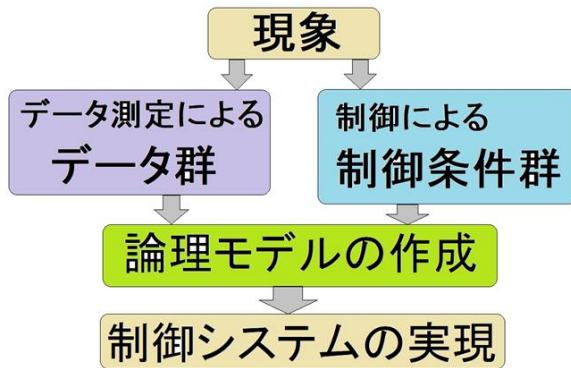 現象
データ測定による
データ群
制御による
制御条件群
論理モデルの作成
制御システムの実現